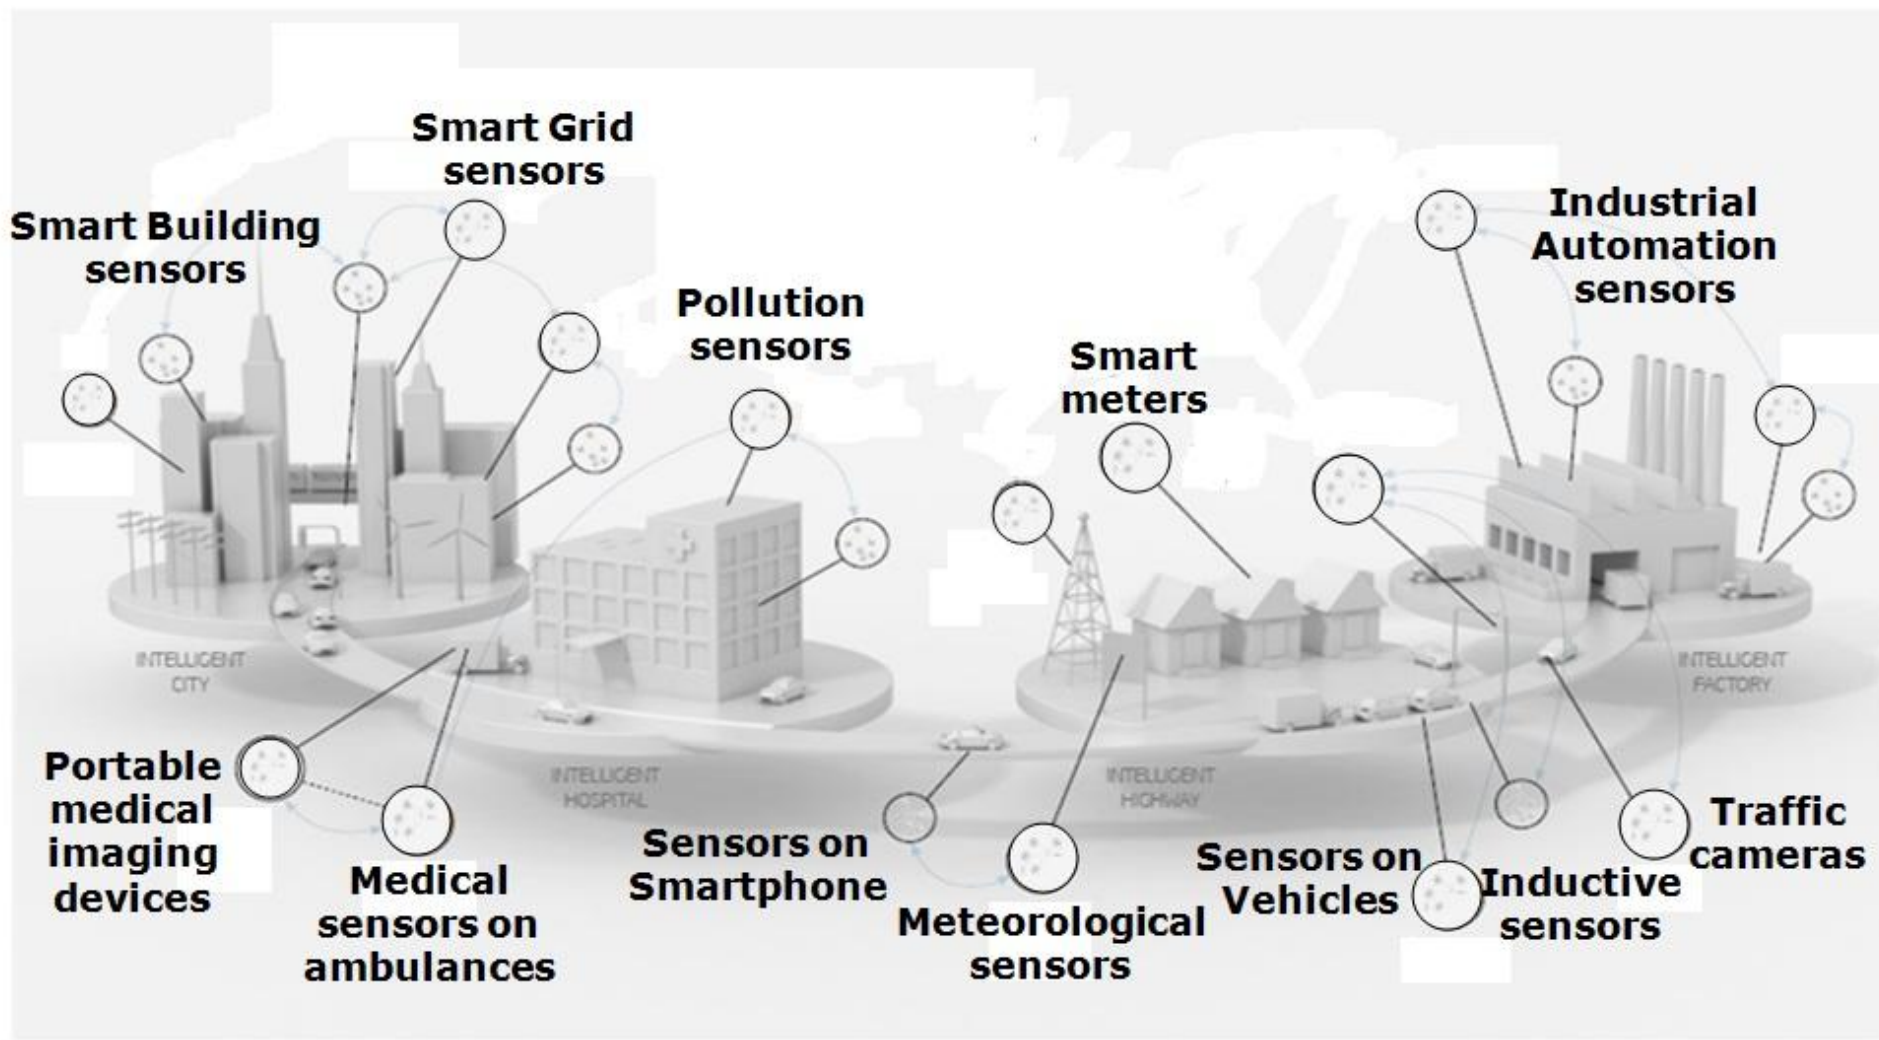 Smart Grid
sensors
Smart Building
sensors
Industrial
Automation
sensors
Pollution
sensors
Smart
meters
INTELLIGENT
CITY
INTELLIGENT
FACTORY
INTELLIGENT
HOSPITAL
INTELLIGENT
HIGHWAY
Portable
medical
imaging
devices
Medical
sensors on
ambulances
Sensors on
Smartphone
Meteorological
sensors
Sensors on
Vehicles
Inductive
sensors
Traffic
cameras